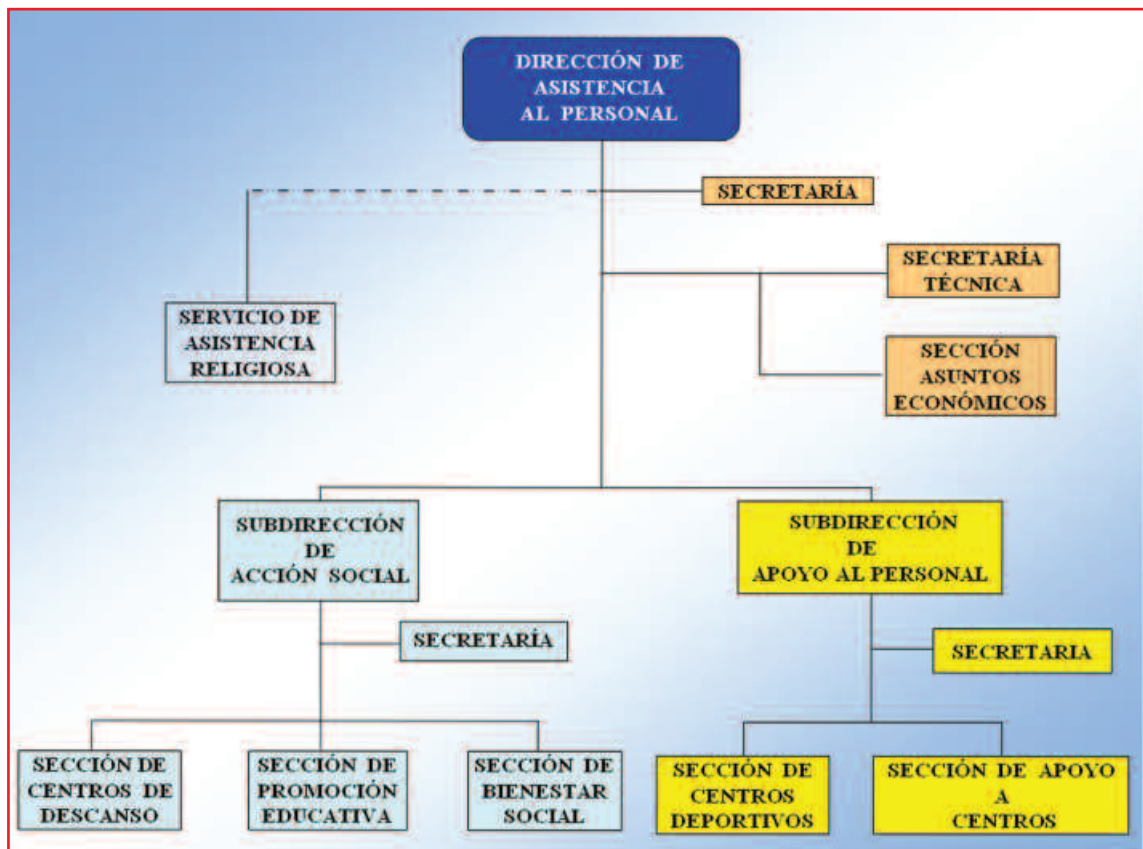 DIRECCIÓN DE
ASISTENCIA
AL PERSONAL
SECRETARÍA
SECRETARÍA
TÉCNICA
SERVICIO DE
ASISTENCIA
RELIGIOSA
SECCIÓN
ASUNTOS
ECONÓMICOS
SUBDIRECCIÓN
DE
ACCIÓN SOCIAL
SUBDIRECCIÓN
DE
APOYO AL PERSONAL
SECRETARÍA
SECRETARIA
SECCIÓN DE
CENTROS DE
DESCANSO
SECCIÓN DE
PROMOCIÓN
EDUCATIVA
SECCIÓN DE
BIENESTAR
SOCIAL
SECCIÓN DE
CENTROS
DEPORTIVOS
SECCIÓN DE APOYO
A
CENTROS